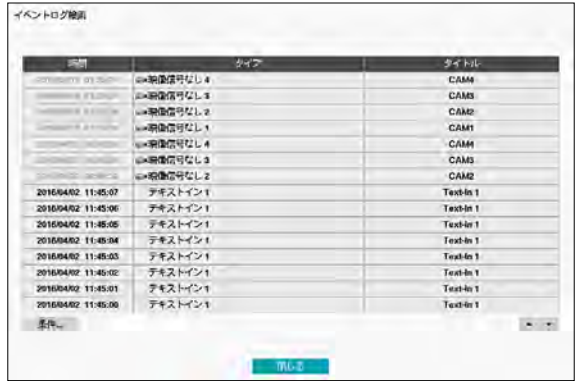 イベントログ検索
時間 タイプ タイトル
映像信号なし 4 CAM4
映像信号なし 3 CAM3
映像信号なし 2 CAM2
映像信号なし 1 CAM1
映像信号なし 4 CAM4
映像信号なし 3 CAM3
映像信号なし 2 CAM2
2016/04/02 11:45:07 テキストイン 1 Text-In 1
2016/04/02 11:45:06 テキストイン 1 Text-In 1
2016/04/02 11:45:05 テキストイン 1 Text-In 1
2016/04/02 11:45:04 テキストイン 1 Text-In 1
2016/04/02 11:45:03 テキストイン 1 Text-In 1
2016/04/02 11:45:02 テキストイン 1 Text-In 1
2016/04/02 11:45:01 テキストイン 1 Text-In 1
2016/04/02 11:45:00 テキストイン 1 Text-In 1
条件...
閉じる